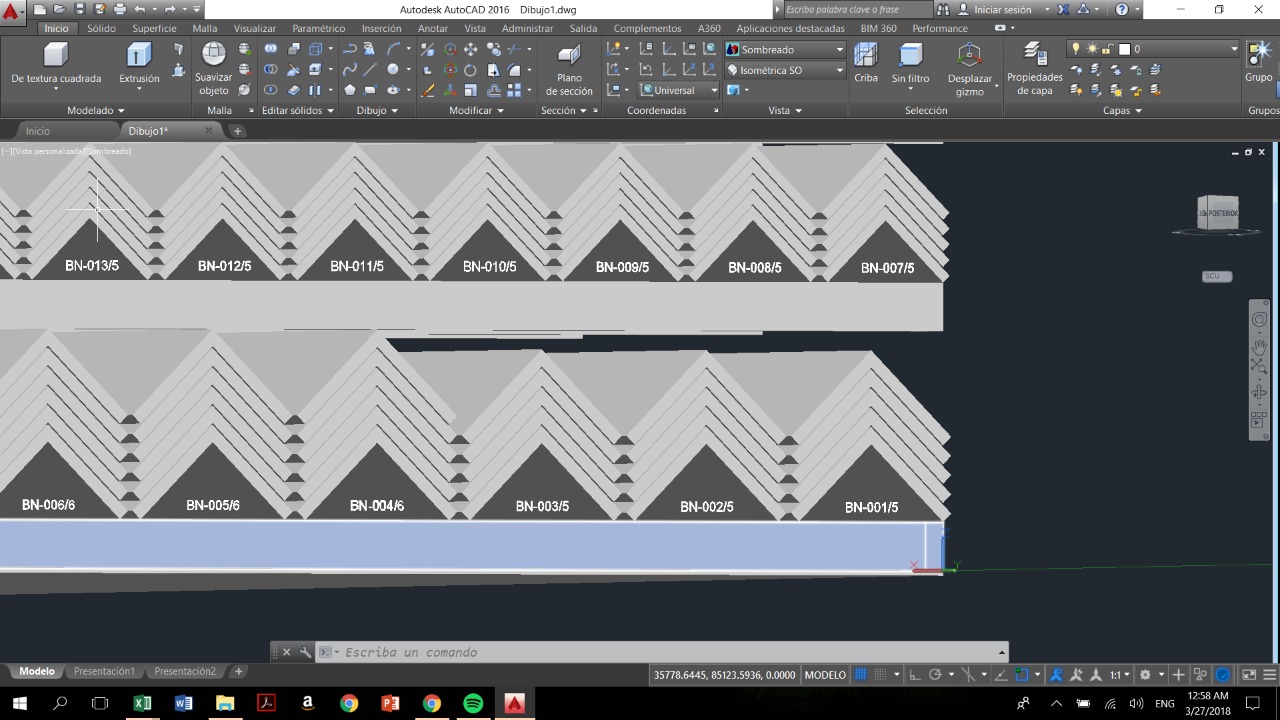 Autodesk AutoCAD 2016 Dibujo1.dwg
Escriba palabra clave o frase
Iniciar sesión
Inicio Sólido Superficie Malla Visualizar Paramétrico Inserción Anotar Vista Administrar Salida Complementos A360 Aplicaciones destacadas BIM 360 Performance
De textura cuadrada
Extrusión
Suavizar objeto
Plano de sección
Universal
Sombreado
Isométrica SO
Criba
Sin filtro
Desplazar gizmo
Propiedades de capa
0
Grupo
Modelado
Malla
Editar sólidos
Dibujo
Modificar
Sección
Coordenadas
Vista
Selección
Capas
Grupos
Inicio
Dibujo1*
[−][Vista personalizada][Sombreado]
POSTERIOR
SCU
BN-013/5
BN-012/5
BN-011/5
BN-010/5
BN-009/5
BN-008/5
BN-007/5
BN-006/6
BN-005/6
BN-004/6
BN-003/5
BN-002/5
BN-001/5
X
Y
Escriba un comando
Modelo Presentación1 Presentación2
35778.6445, 85123.5936, 0.0000 MODELO
1:1
ENG
12:58 AM
3/27/2018